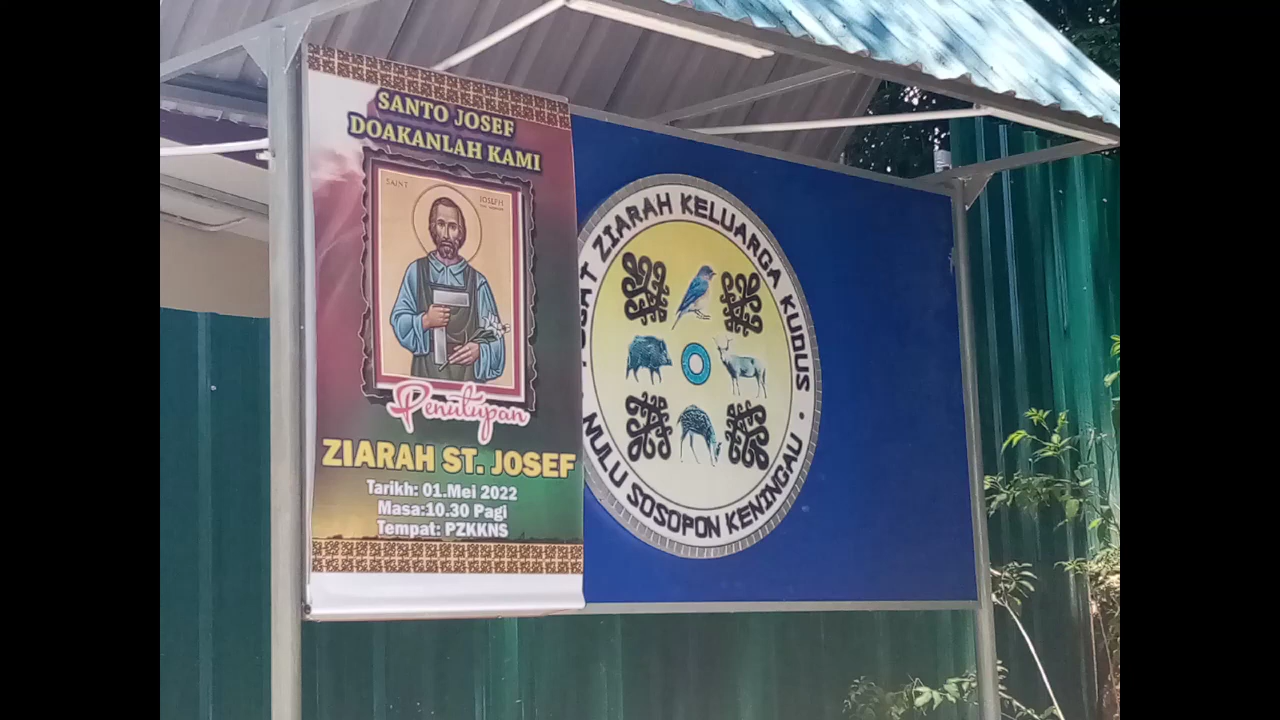 SANTO JOSEF
DOAKANLAH KAMI
SAINT
JOSEPH
Penutupan
ZIARAH ST. JOSEF
Tarikh: 01.Mei 2022
Masa:10.30 Pagi
Tempat: PZKKNS
ZIARAH KELUARGA KUDUS
NULU SOSOPON KENINGAU